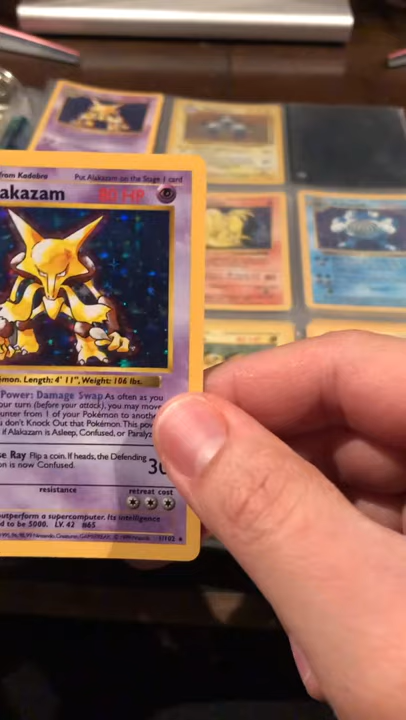 from Kadabra Put Alakazam on the Stage 1 card
akazam 80 HP
mon. Length: 4' 11", Weight: 106 lbs.
Power: Damage Swap As often as you
our turn (before your attack), you may move
unter from 1 of your Pokémon to anothe
u don't Knock Out that Pokémon. This pow
if Alakazam is Asleep, Confused, or Paralyz
se Ray Flip a coin. If heads, the Defending
on is now Confused.
30
resistance retreat cost
outperform a supercomputer. Its intelligence
d to be 5000. LV. 42 #65
1/102